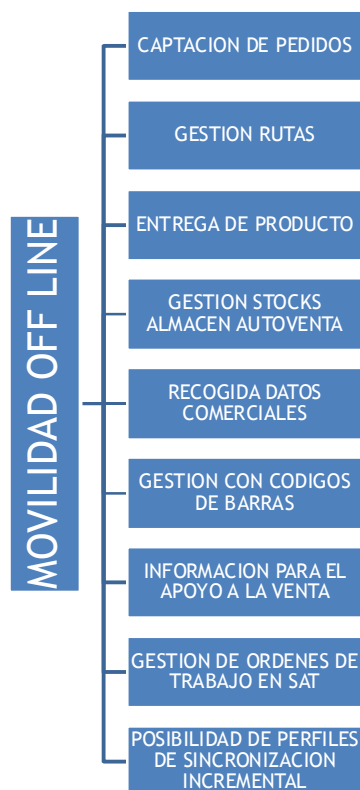 MOVILIDAD OFF LINE
CAPTACION DE PEDIDOS
GESTION RUTAS
ENTREGA DE PRODUCTO
GESTION STOCKS
ALMACEN AUTOVENTA
RECOGIDA DATOS
COMERCIALES
GESTION CON CODIGOS
DE BARRAS
INFORMACION PARA EL
APOYO A LA VENTA
GESTION DE ORDENES DE
TRABAJO EN SAT
POSIBILIDAD DE PERFILES
DE SINCRONIZACION
INCREMENTAL